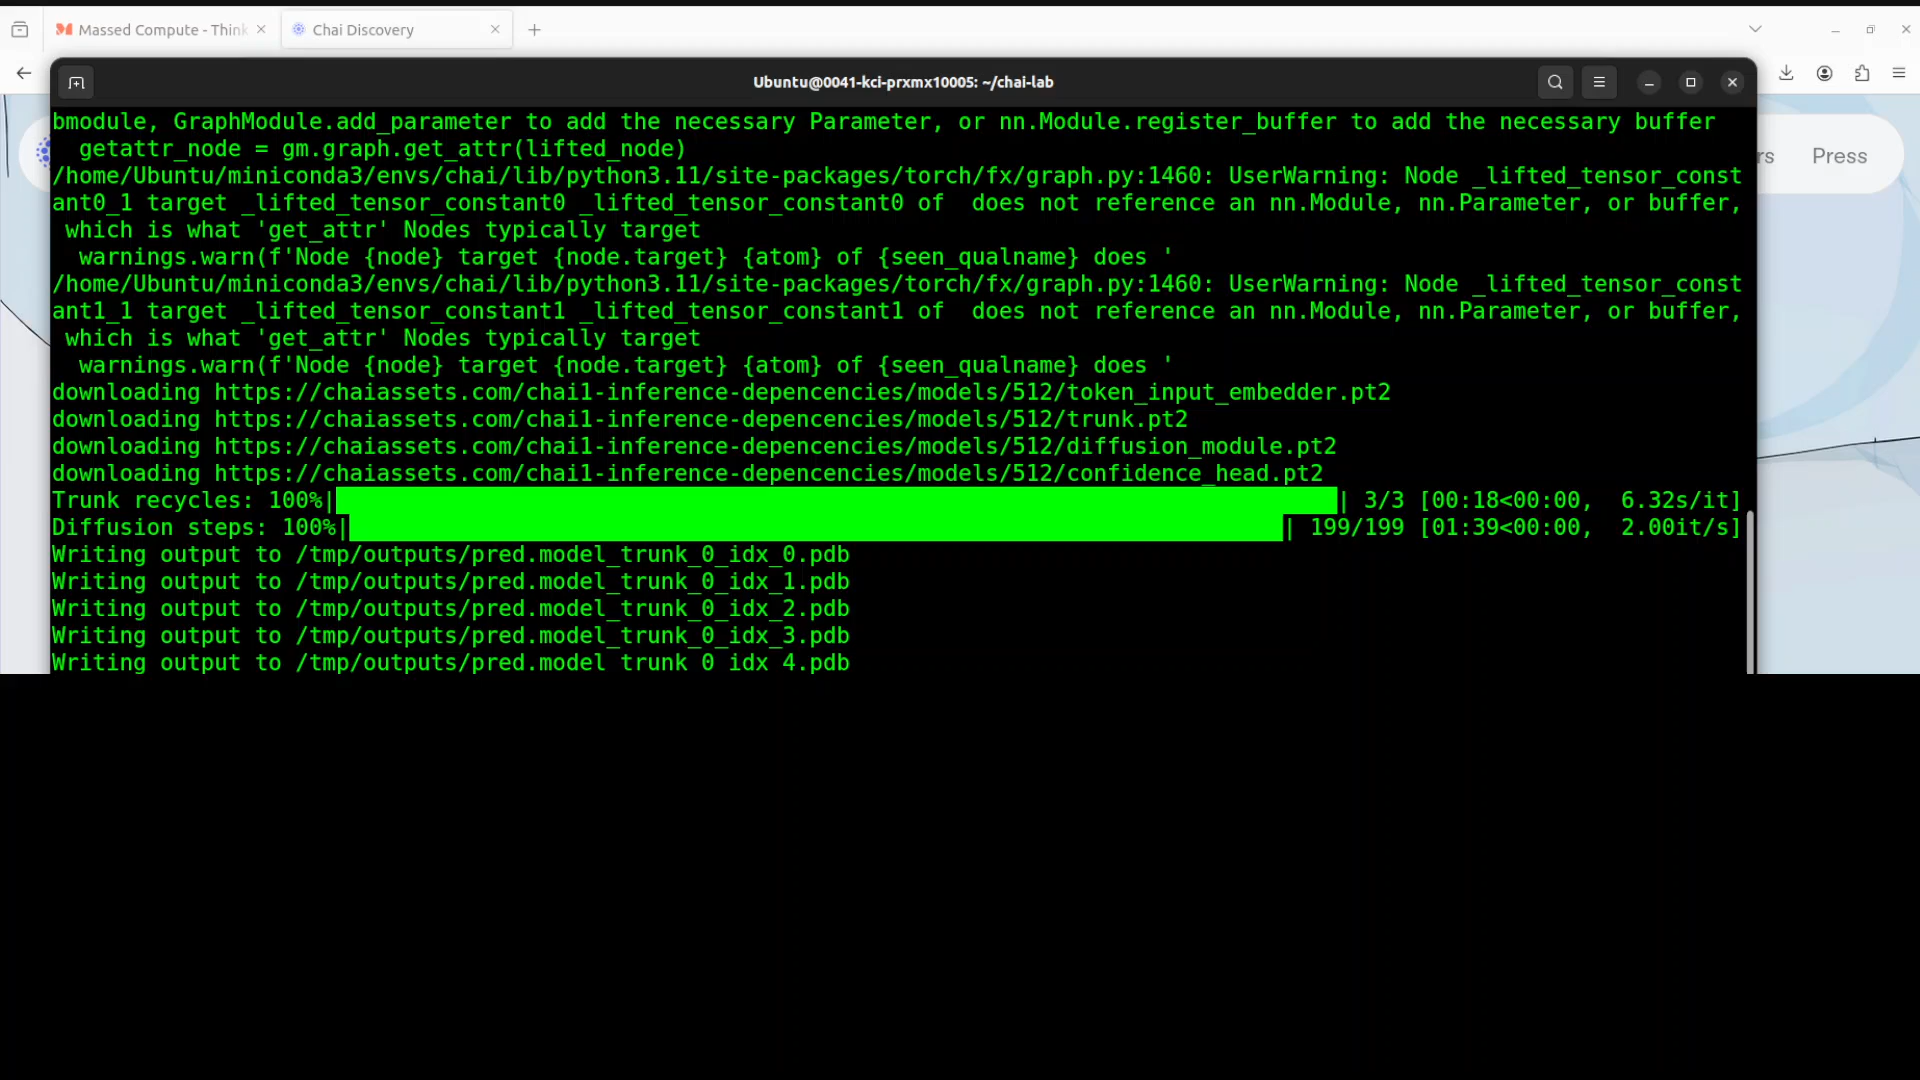 Massed Compute - Think
Chai Discovery
Ubuntu@0041-kci-prxmx10005: ~/chai-lab
rs Press
bmodule, GraphModule.add_parameter to add the necessary Parameter, or nn.Module.register_buffer to add the necessary buffer
getattr_node = gm.graph.get_attr(lifted_node)
/home/Ubuntu/miniconda3/envs/chai/lib/python3.11/site-packages/torch/fx/graph.py:1460: UserWarning: Node _lifted_tensor_const
ant0_1 target _lifted_tensor_constant0 _lifted_tensor_constant0 of  does not reference an nn.Module, nn.Parameter, or buffer,
which is what 'get_attr' Nodes typically target
warnings.warn(f'Node {node} target {node.target} {atom} of {seen_qualname} does '
/home/Ubuntu/miniconda3/envs/chai/lib/python3.11/site-packages/torch/fx/graph.py:1460: UserWarning: Node _lifted_tensor_const
ant1_1 target _lifted_tensor_constant1 _lifted_tensor_constant1 of  does not reference an nn.Module, nn.Parameter, or buffer,
which is what 'get_attr' Nodes typically target
warnings.warn(f'Node {node} target {node.target} {atom} of {seen_qualname} does '
downloading https://chaiassets.com/chai1-inference-depencencies/models/512/token_input_embedder.pt2
downloading https://chaiassets.com/chai1-inference-depencencies/models/512/trunk.pt2
downloading https://chaiassets.com/chai1-inference-depencencies/models/512/diffusion_module.pt2
downloading https://chaiassets.com/chai1-inference-depencencies/models/512/confidence_head.pt2
Trunk recycles: 100%| | 3/3 [00:18<00:00,  6.32s/it]
Diffusion steps: 100%| | 199/199 [01:39<00:00,  2.00it/s]
Writing output to /tmp/outputs/pred.model_trunk_0_idx_0.pdb
Writing output to /tmp/outputs/pred.model_trunk_0_idx_1.pdb
Writing output to /tmp/outputs/pred.model_trunk_0_idx_2.pdb
Writing output to /tmp/outputs/pred.model_trunk_0_idx_3.pdb
Writing output to /tmp/outputs/pred.model trunk 0 idx 4.pdb